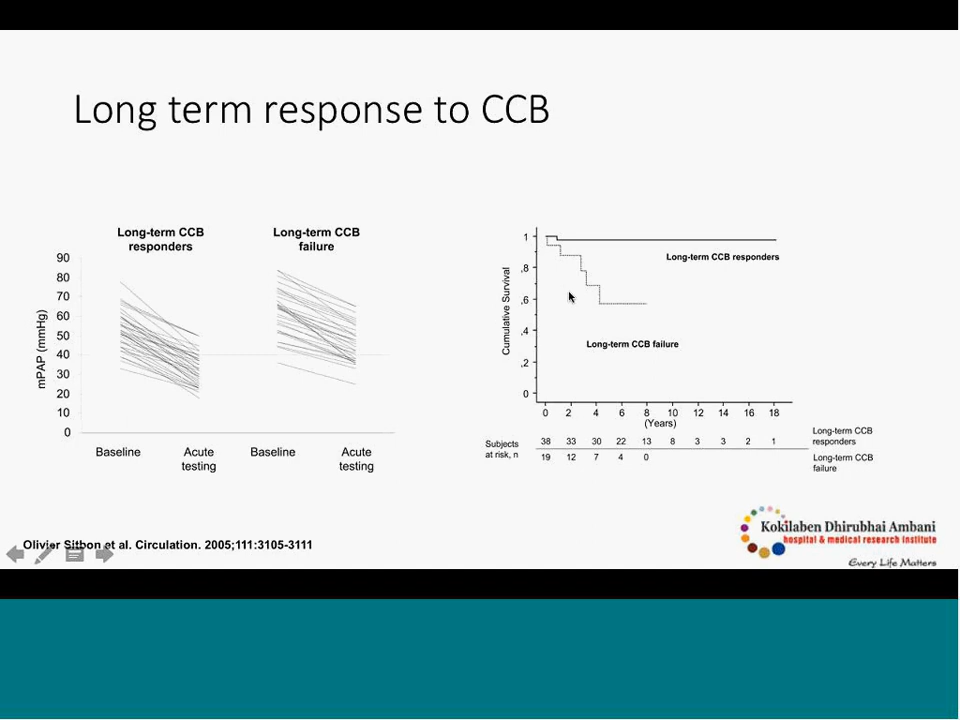 Long term response to CCB
Long-term CCB
responders
Long-term CCB
failure
90
80
70
60
50
40
30
20
10
0
mPAP (mmHg)
Baseline
Acute
testing
Baseline
Acute
testing
1
,8
,6
,4
,2
0
Cumulative Survival
Long-term CCB responders
Long-term CCB failure
0 2 4 6 8 10 12 14 16 18
(Years)
Subjects
at risk, n
38 33 30 22 13 8 3 3 2 1
Long-term CCB
responders
19 12 7 4 0
Long-term CCB
failure
Olivier Sitbon et al. Circulation. 2005;111:3105-3111
Kokilaben Dhirubhai Ambani
hospital & medical research institute
Every Life Matters